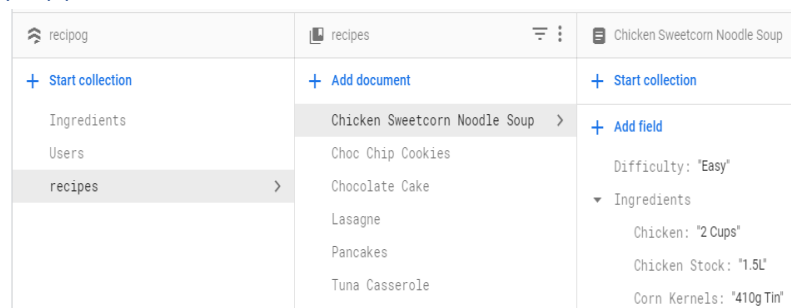 recipog
+ Start collection
Ingredients
Users
recipes
recipes
+ Add document
Chicken Sweetcorn Noodle Soup
Choc Chip Cookies
Chocolate Cake
Lasagne
Pancakes
Tuna Casserole
Chicken Sweetcorn Noodle Soup
+ Start collection
+ Add field
Difficulty: "Easy"
Ingredients
Chicken: "2 Cups"
Chicken Stock: "1.5L"
Corn Kernels: "410g Tin"